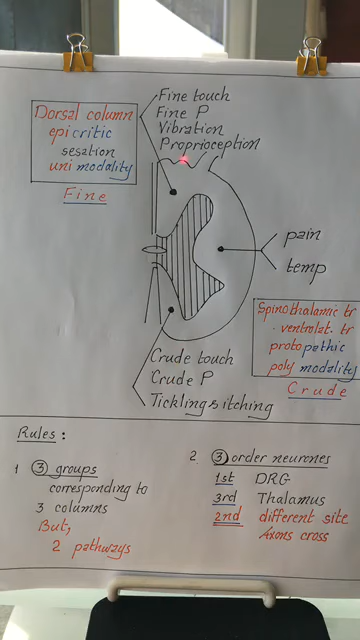 Fine touch
Fine P
Vibration
Proprioception
Dorsal column
epicritic
sesation
uni modality
Fine
pain
temp
Spinothalamic tr
. ventrolat. tr
protopathic
poly modality
Crude
Crude touch
Crude P
Tickling & itching
Rules :
1 3 groups
corresponding to
3 columns
But,
2 pathways
2. 3 order neurones
1st DRG
3rd Thalamus
2nd different site
Axons cross